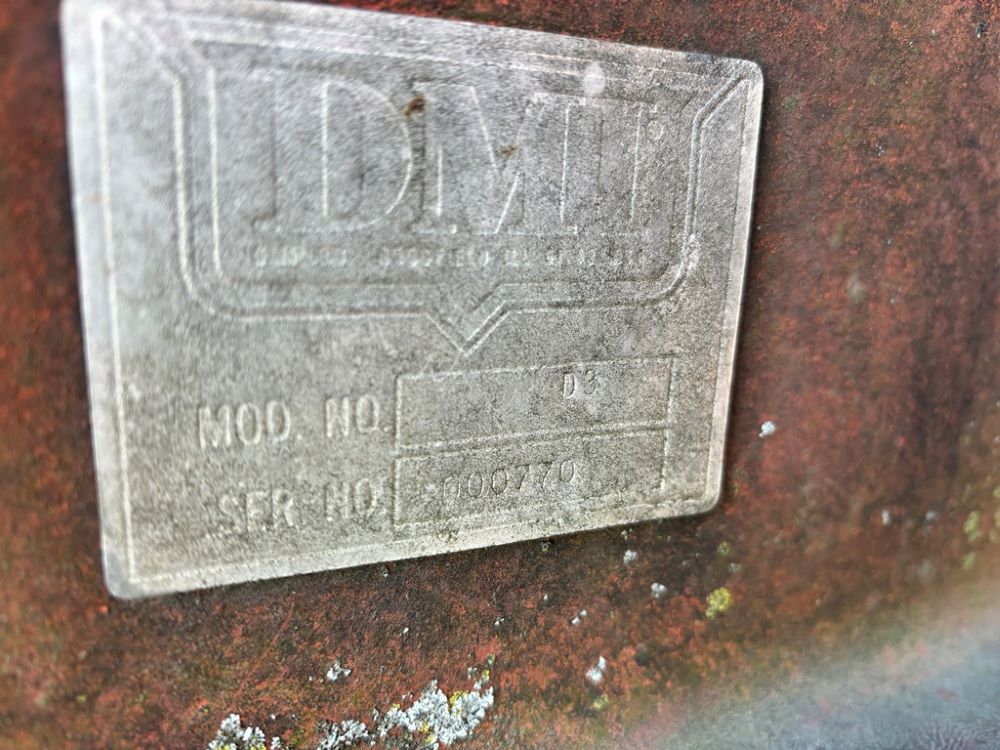 DMI
MOD. NO. D3
SER NO. 000770